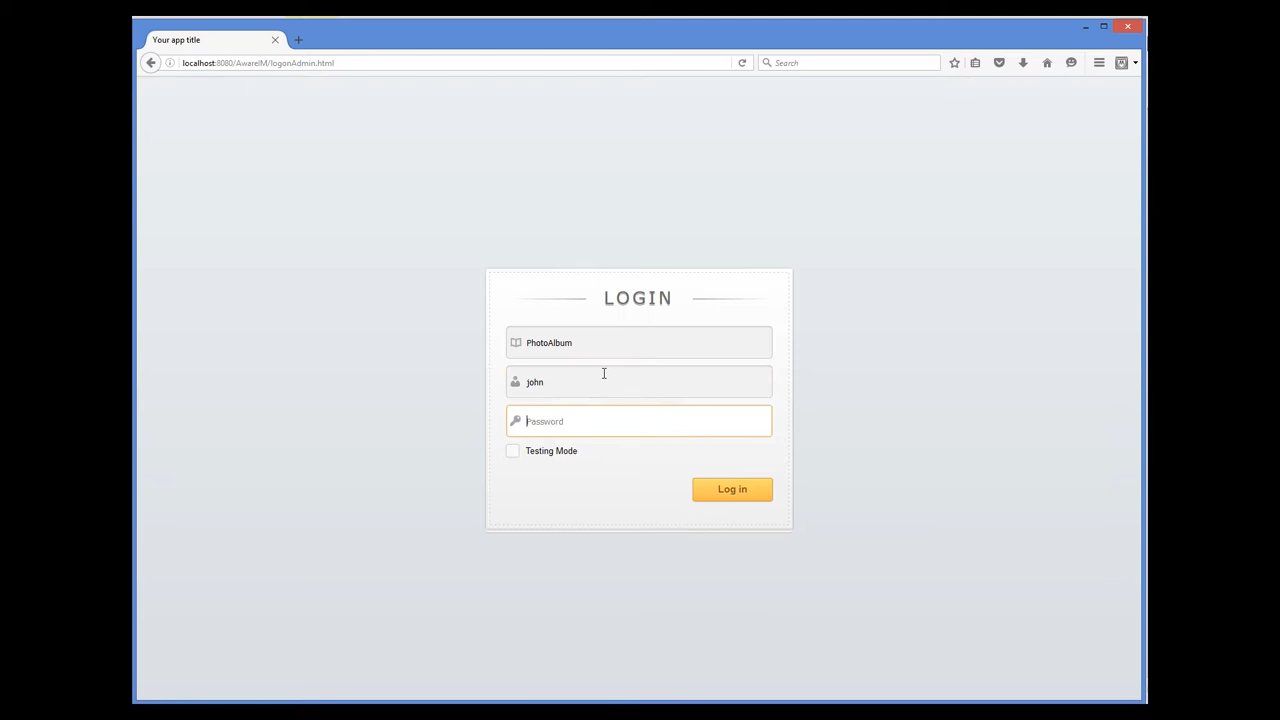 Your app title
localhost:8080/AwareIM/logonAdmin.html
Search
LOGIN
PhotoAlbum
john
Password
Testing Mode
Log in